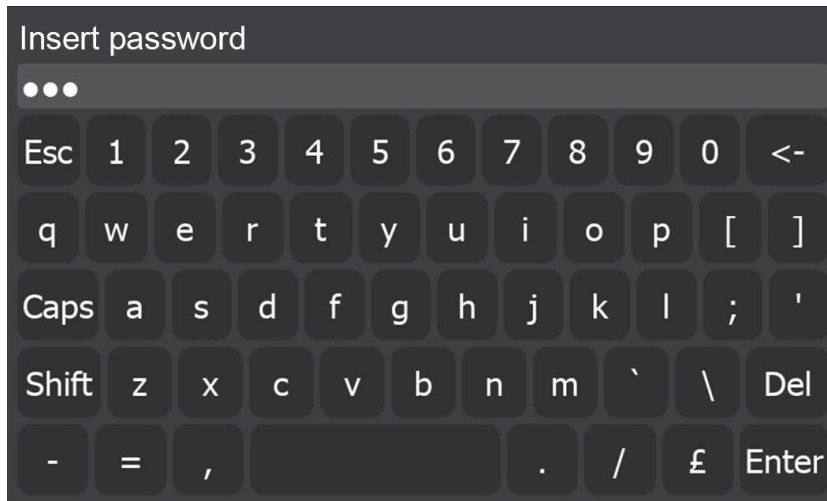 Insert password
●●●
Esc 1 2 3 4 5 6 7 8 9 0 <-
q w e r t y u i o p [ ]
Caps a s d f g h j k l ; '
Shift z x c v b n m ` \ Del
- = , . / £ Enter